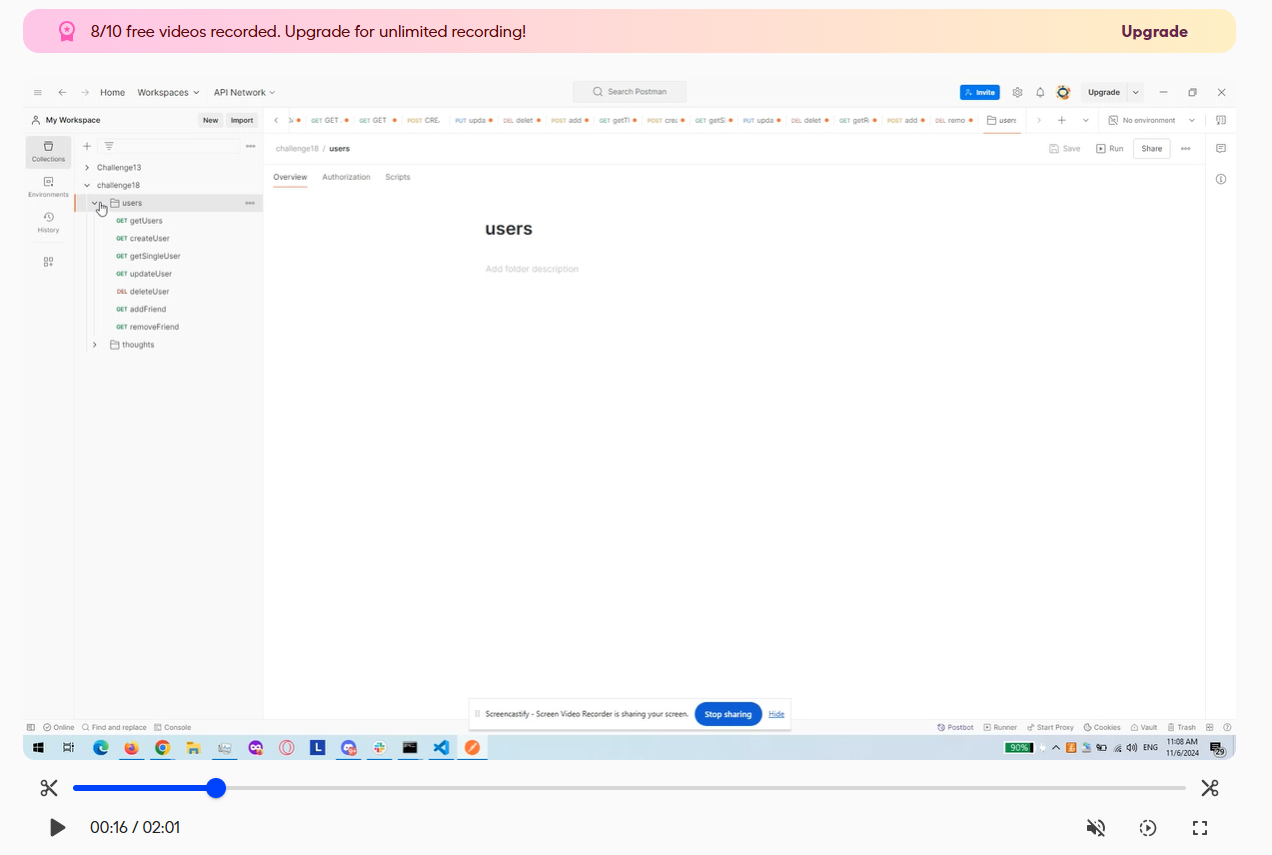 8/10 free videos recorded. Upgrade for unlimited recording! Upgrade
Home Workspaces API Network Search Postman Invite Upgrade
My Workspace New Import GET GET GET POST CRE PUT upda DEL delet POST add GET getTl POST crea GET getSi PUT upda DEL delet GET getR POST add DEL remo users No environment
Collections
challenge18 / users Save Run Share
Challenge13
Overview Authorization Scripts
challenge18
Environments
users
GET getUsers
History
users
GET createUser
GET getSingleUser
Add folder description
GET updateUser
DEL deleteUser
GET addFriend
GET removeFriend
thoughts
Screencastify - Screen Video Recorder is sharing your screen. Stop sharing Hide
Online Find and replace Console Postbot Runner Start Proxy Cookies Vault Trash
L 90% ENG 11:08 AM
11/6/2024 29
00:16 / 02:01